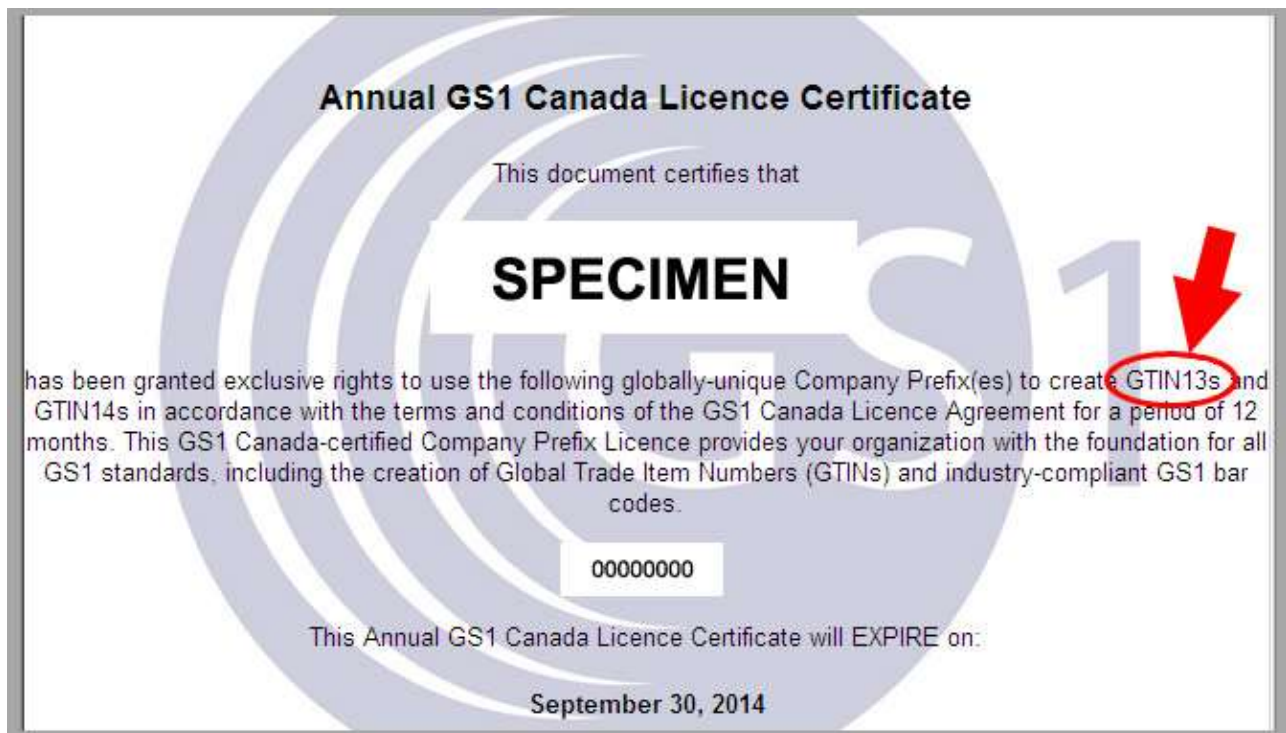 Annual GS1 Canada Licence Certificate
This document certifies that
SPECIMEN
GS1
has been granted exclusive rights to use the following globally-unique Company Prefix(es) to create GTIN13s and
GTIN14s in accordance with the terms and conditions of the GS1 Canada Licence Agreement for a period of 12
months. This GS1 Canada-certified Company Prefix Licence provides your organization with the foundation for all
GS1 standards, including the creation of Global Trade Item Numbers (GTINs) and industry-compliant GS1 bar
codes.
00000000
This Annual GS1 Canada Licence Certificate will EXPIRE on:
September 30, 2014